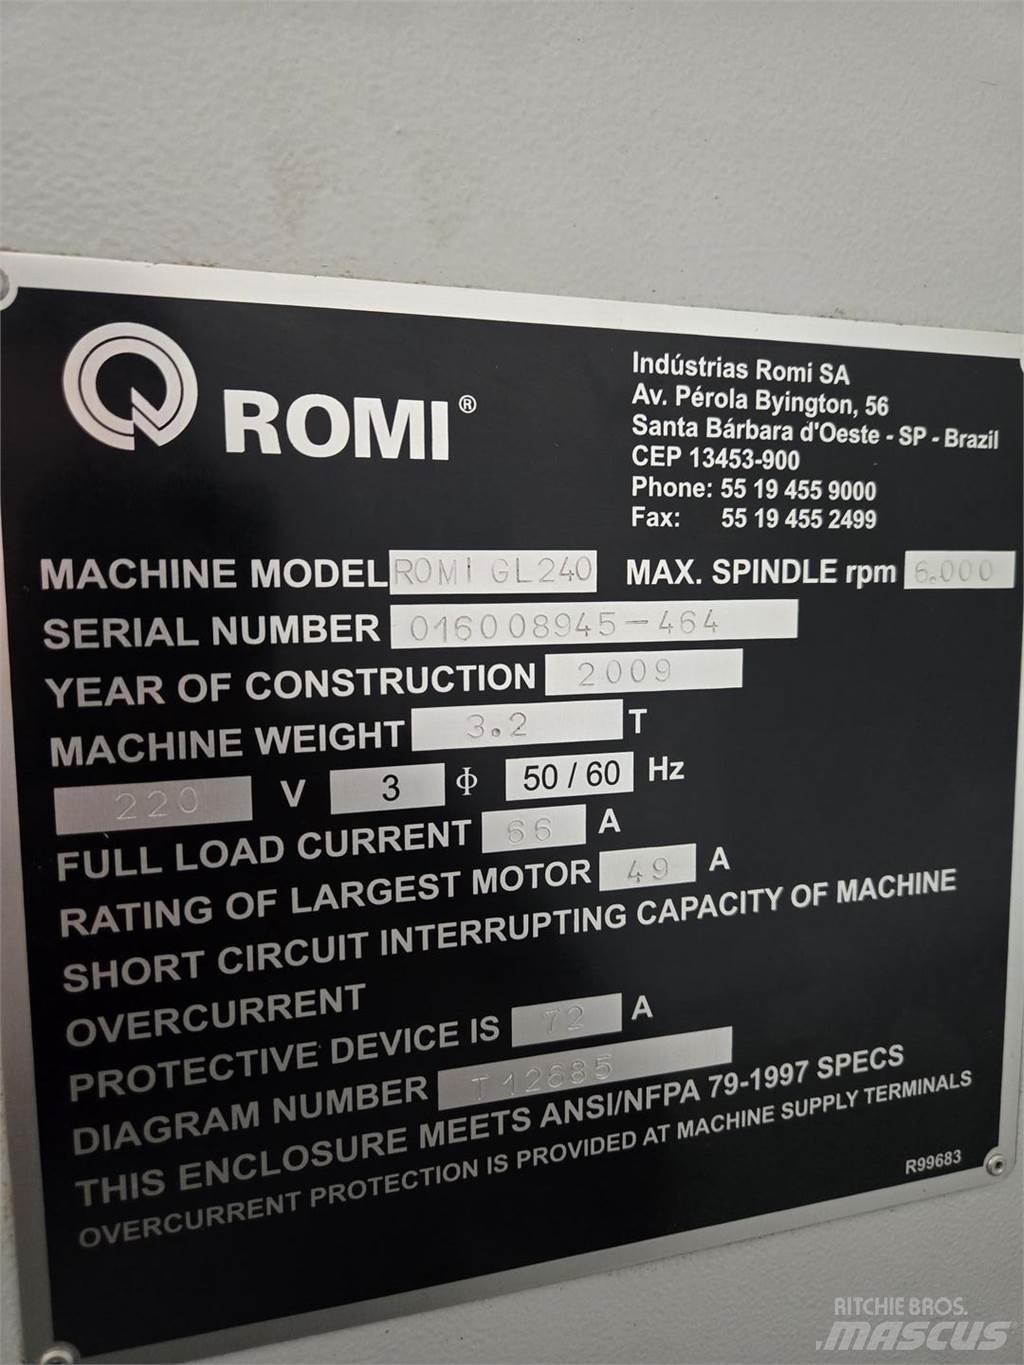 ROMI®
Indústrias Romi SA
Av. Pérola Byington, 56
Santa Bárbara d'Oeste - SP - Brazil
CEP 13453-900
Phone: 55 19 455 9000
Fax: 55 19 455 2499
MACHINE MODEL ROMI GL240 MAX. SPINDLE rpm 6.000
SERIAL NUMBER 016008945-464
YEAR OF CONSTRUCTION 2009
MACHINE WEIGHT 3.2 T
220 V 3 Φ 50 / 60 Hz
FULL LOAD CURRENT 66 A
RATING OF LARGEST MOTOR 49 A
SHORT CIRCUIT INTERRUPTING CAPACITY OF MACHINE
OVERCURRENT
PROTECTIVE DEVICE IS 72 A
DIAGRAM NUMBER T12685
THIS ENCLOSURE MEETS ANSI/NFPA 79-1997 SPECS
OVERCURRENT PROTECTION IS PROVIDED AT MACHINE SUPPLY TERMINALS
R99683
RITCHIE BROS.
MASCUS